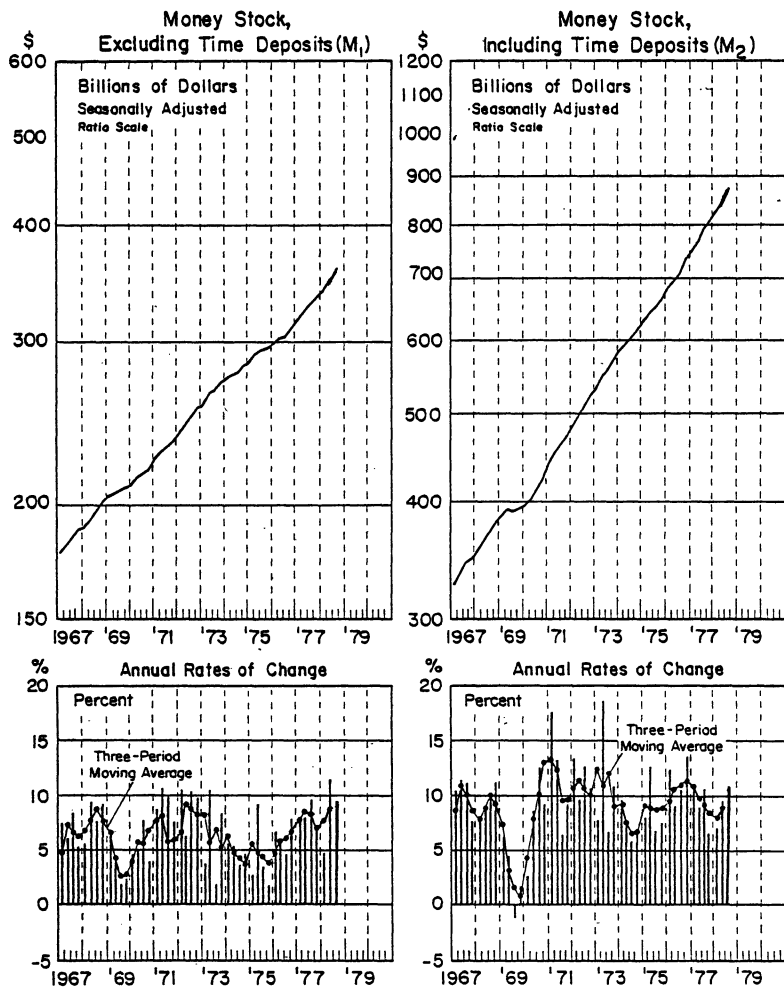 Money Stock,
Excluding Time Deposits (M₁)
$
600
500
400
300
200
150
Billions of Dollars
Seasonally Adjusted
Ratio Scale
1967 '69 '71 '73 '75 '77 '79
Money Stock,
Including Time Deposits (M₂)
$
1200
1100
1000
900
800
700
600
500
400
300
Billions of Dollars
Seasonally Adjusted
Ratio Scale
1967 '69 '71 '73 '75 '77 '79
%
Annual Rates of Change
20
15
10
5
0
-5
Percent
Three-Period
Moving Average
1967 '69 '71 '73 '75 '77 '79
%
Annual Rates of Change
20
15
10
5
0
-5
Percent
Three-Period
Moving Average
1967 '69 '71 '73 '75 '77 '79